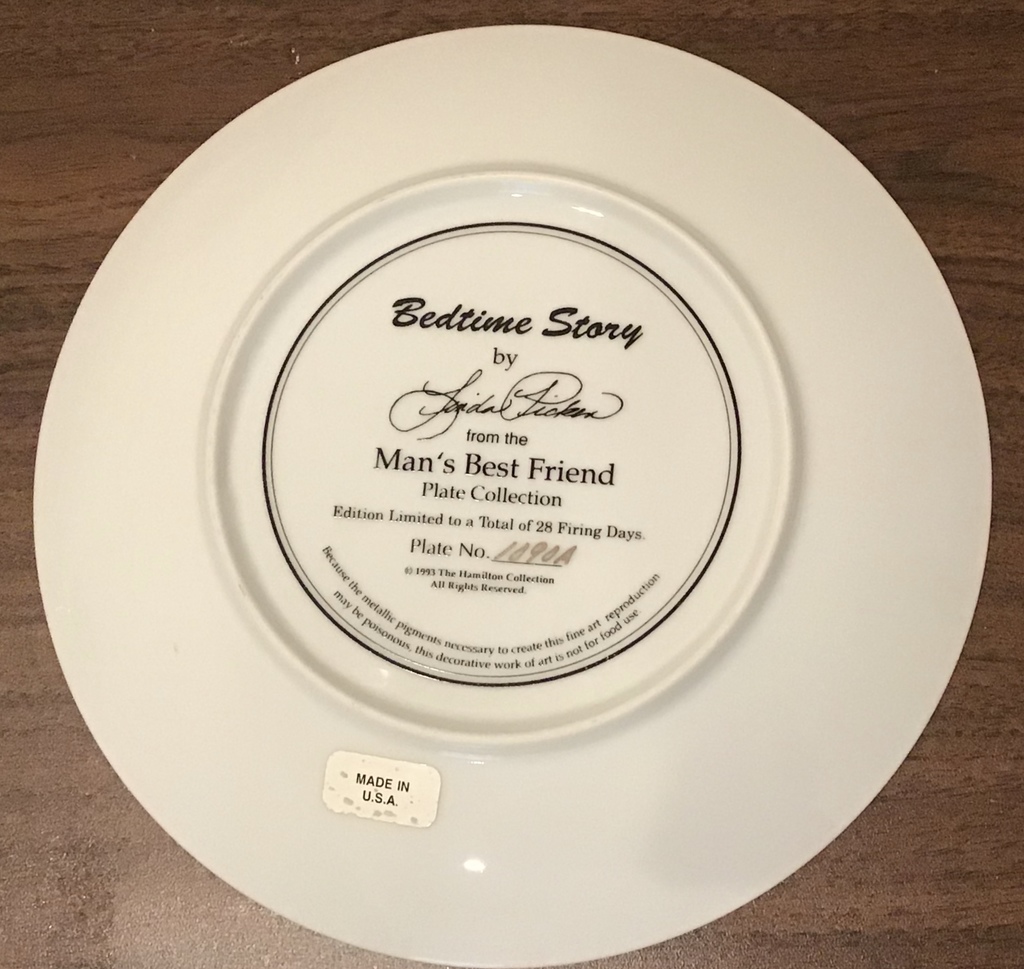 Bedtime Story
by
Linda Picken
from the
Man's Best Friend
Plate Collection
Edition Limited to a Total of 28 Firing Days.
Plate No. 1090A
© 1993 The Hamilton Collection
All Rights Reserved.
Because the metallic pigments necessary to create this fine art reproduction
may be poisonous, this decorative work of art is not for food use.
MADE IN
U.S.A.